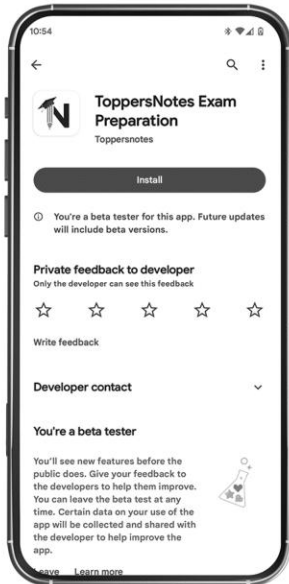 10:54
ToppersNotes Exam
Preparation
Toppersnotes
Install
You're a beta tester for this app. Future updates
will include beta versions.
Private feedback to developer
Only the developer can see this feedback
Write feedback
Developer contact
You're a beta tester
You'll see new features before the
public does. Give your feedback to
the developers to help them improve.
You can leave the beta test at any
time. Certain data on your use of the
app will be collected and shared with
the developer to help improve the
app.
Leave Learn more